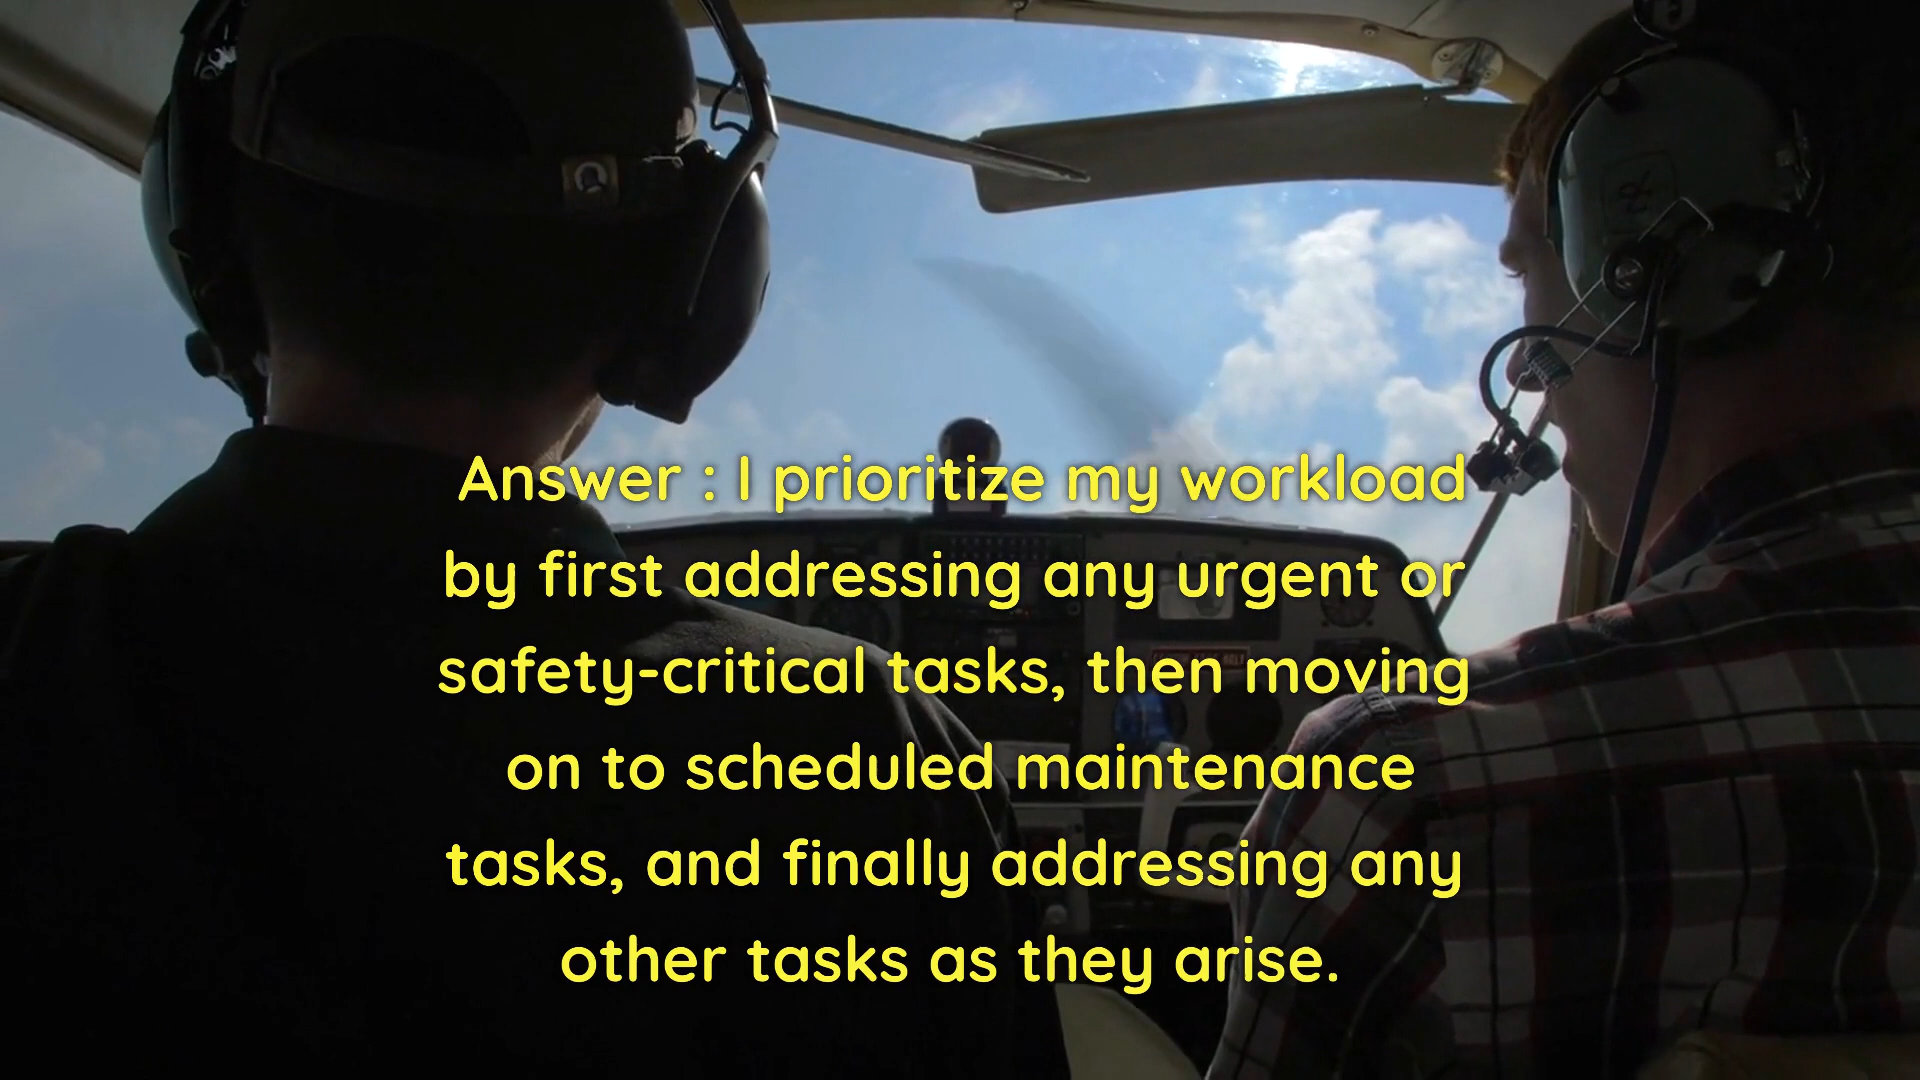 Answer : I prioritize my workload
by first addressing any urgent or
safety-critical tasks, then moving
on to scheduled maintenance
tasks, and finally addressing any
other tasks as they arise.